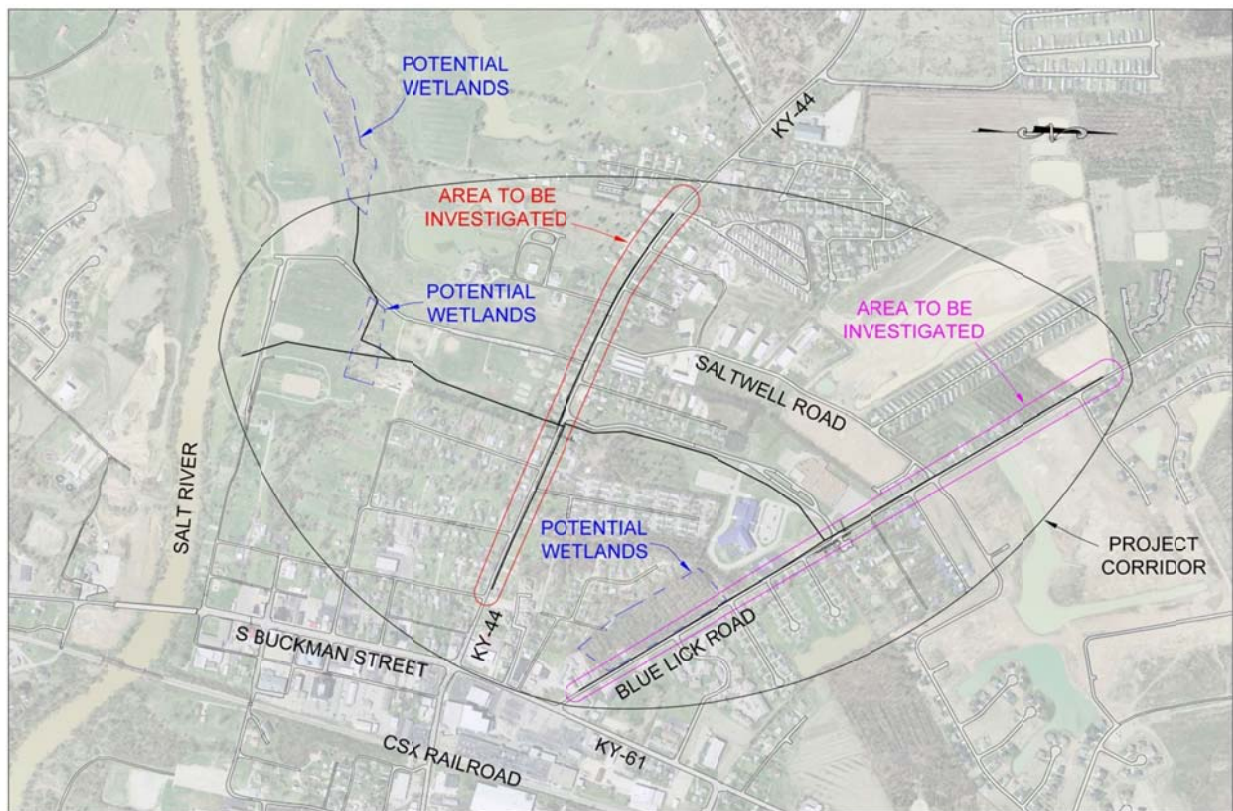 POTENTIAL
WETLANDS
KY-44
AREA TO BE
INVESTIGATED
POTENTIAL
WETLANDS
AREA TO BE
INVESTIGATED
SALTWELL ROAD
SALT RIVER
POTENTIAL
WETLANDS
PROJECT
CORRIDOR
KY-44
S BUCKMAN STREET
BLUE LICK ROAD
KY-61
CSX RAILROAD